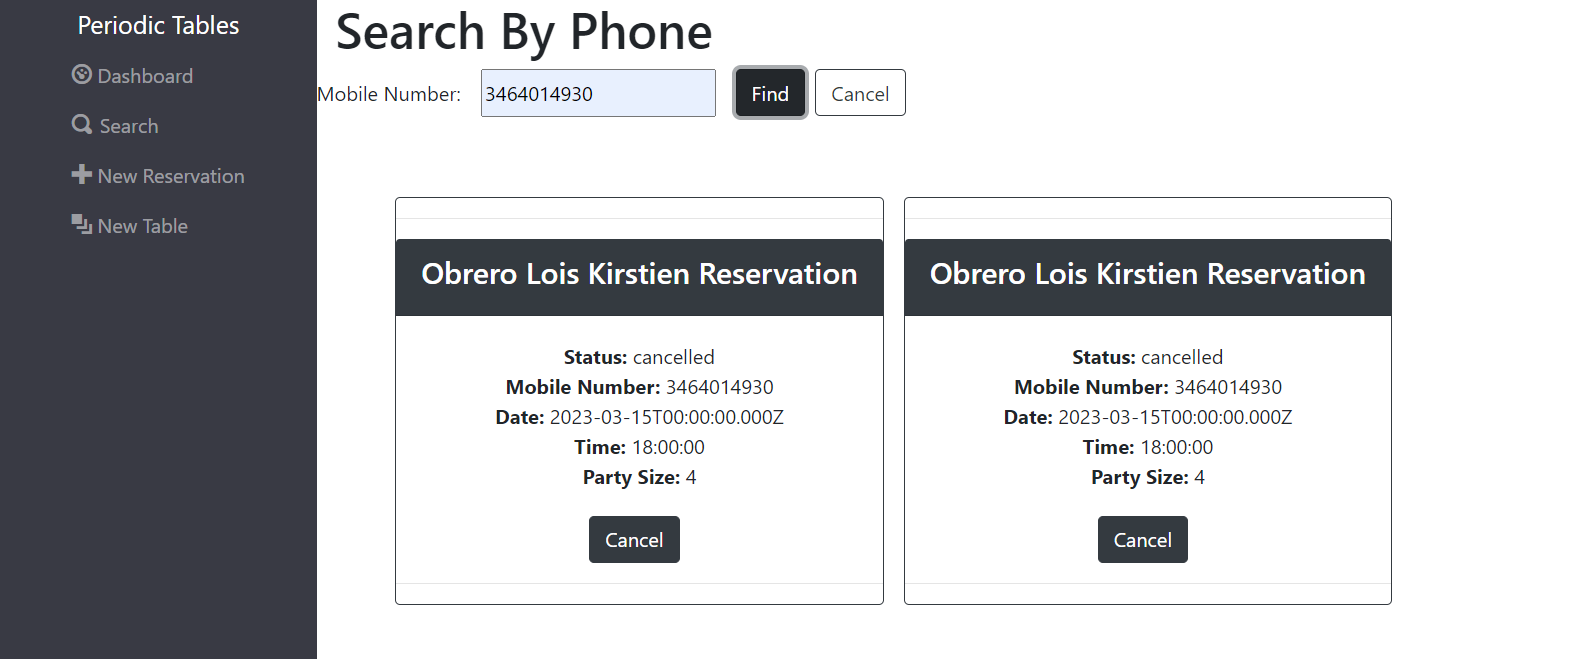 Periodic Tables
Dashboard
Search
New Reservation
New Table
Search By Phone
Mobile Number: 3464014930 Find Cancel
Obrero Lois Kirstien Reservation
Status: cancelled
Mobile Number: 3464014930
Date: 2023-03-15T00:00:00.000Z
Time: 18:00:00
Party Size: 4
Cancel
Obrero Lois Kirstien Reservation
Status: cancelled
Mobile Number: 3464014930
Date: 2023-03-15T00:00:00.000Z
Time: 18:00:00
Party Size: 4
Cancel